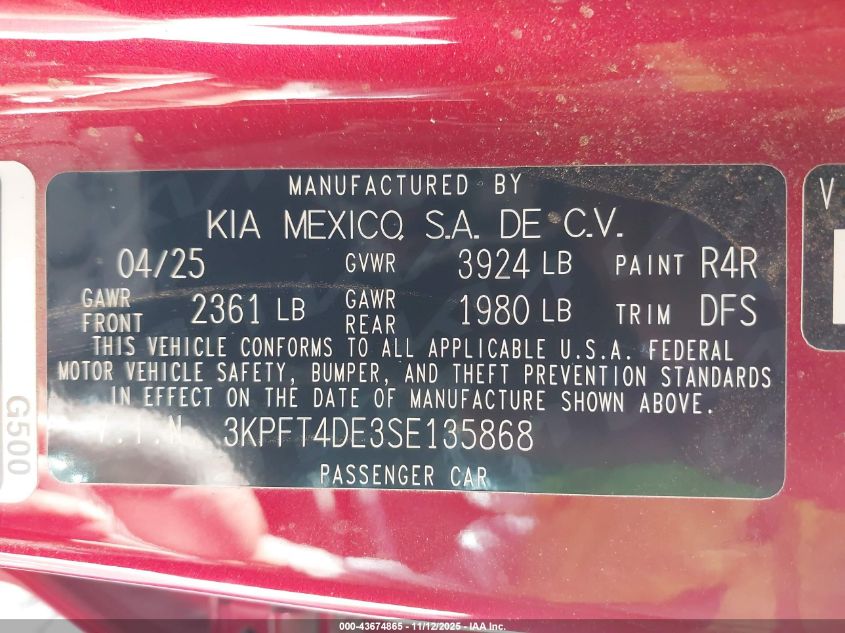 MANUFACTURED BY
KIA MEXICO, S.A. DE C.V.
04/25 GVWR 3924 LB PAINT R4R
GAWR FRONT 2361 LB GAWR REAR 1980 LB TRIM DFS
THIS VEHICLE CONFORMS TO ALL APPLICABLE U.S.A. FEDERAL
MOTOR VEHICLE SAFETY, BUMPER, AND THEFT PREVENTION STANDARDS
IN EFFECT ON THE DATE OF MANUFACTURE SHOWN ABOVE.
V.I.N. 3KPFT4DE3SE135868
PASSENGER CAR
G500
V
000-43674865 - 11/12/2025 - IAA, Inc.